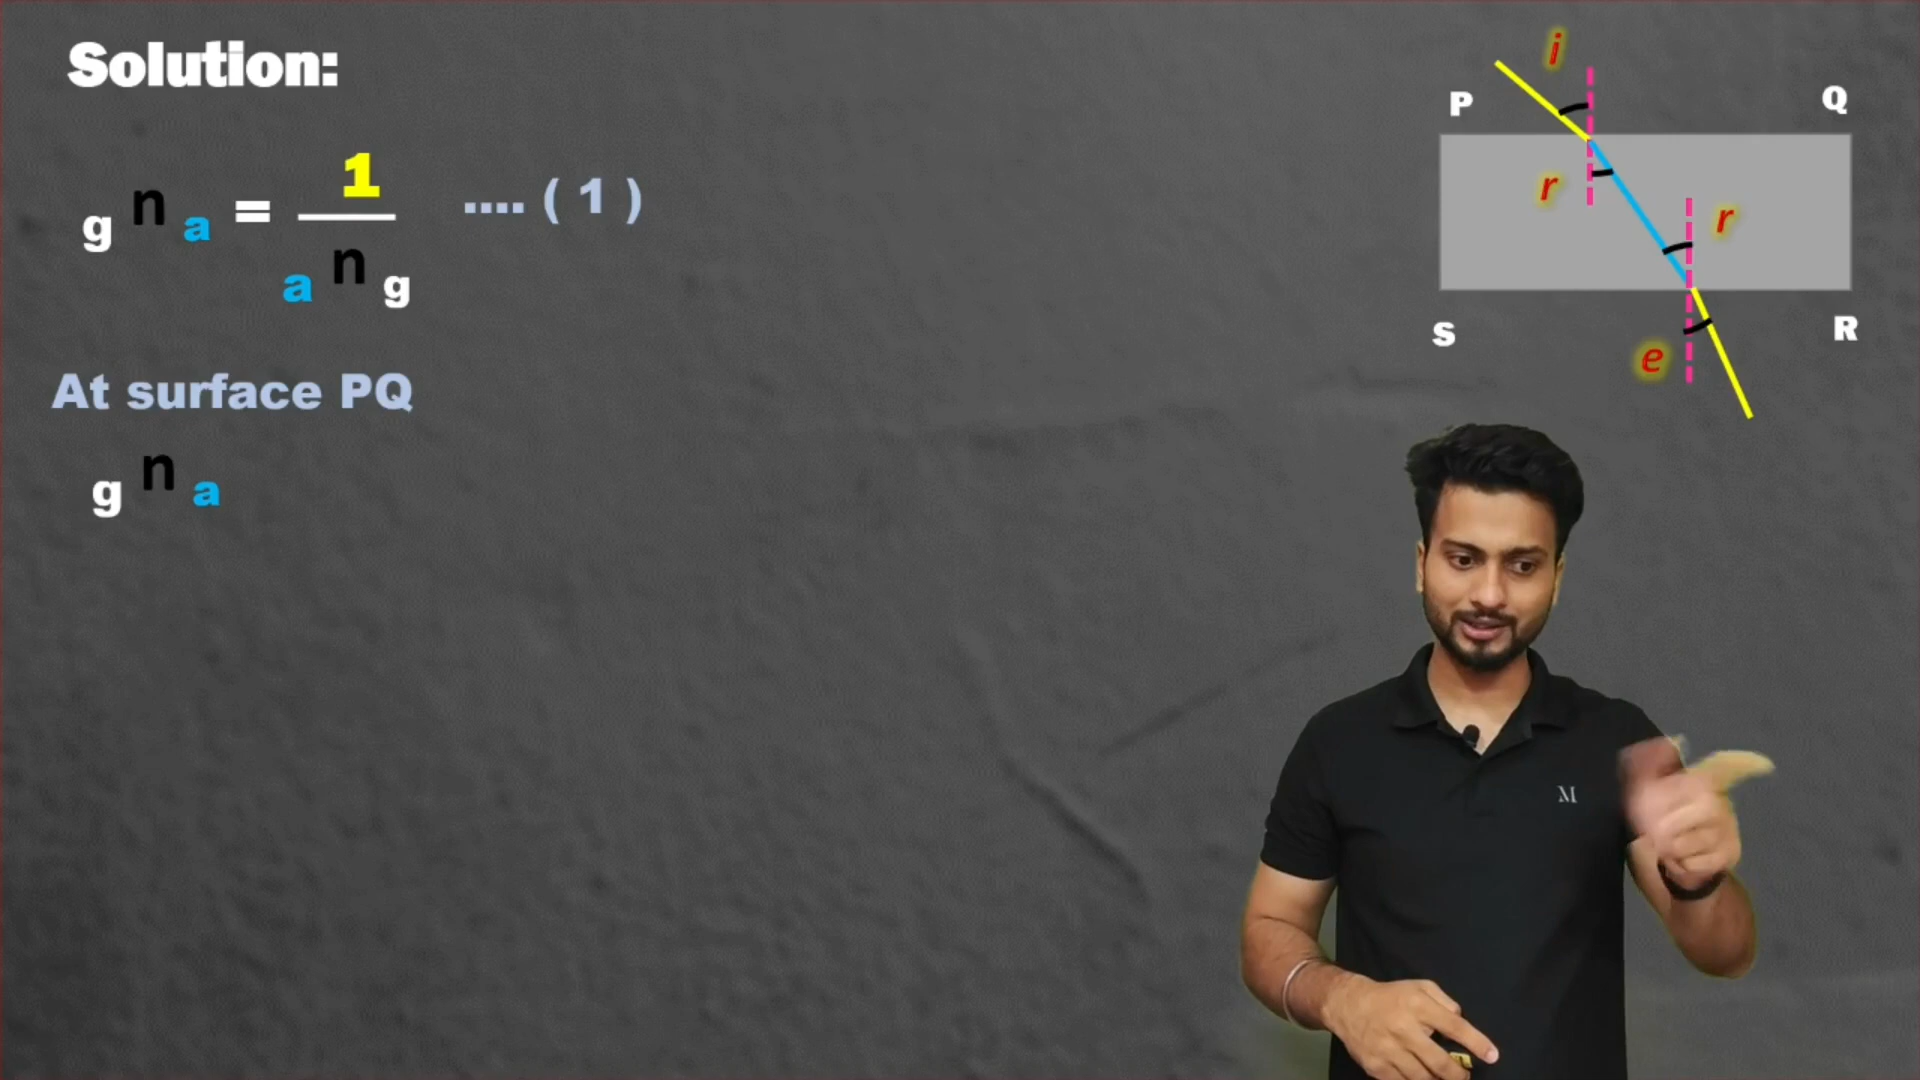 Solution:
g n a = 1 / a n g .... ( 1 )
At surface PQ
g n a
i
P
Q
r
r
S
R
e
M